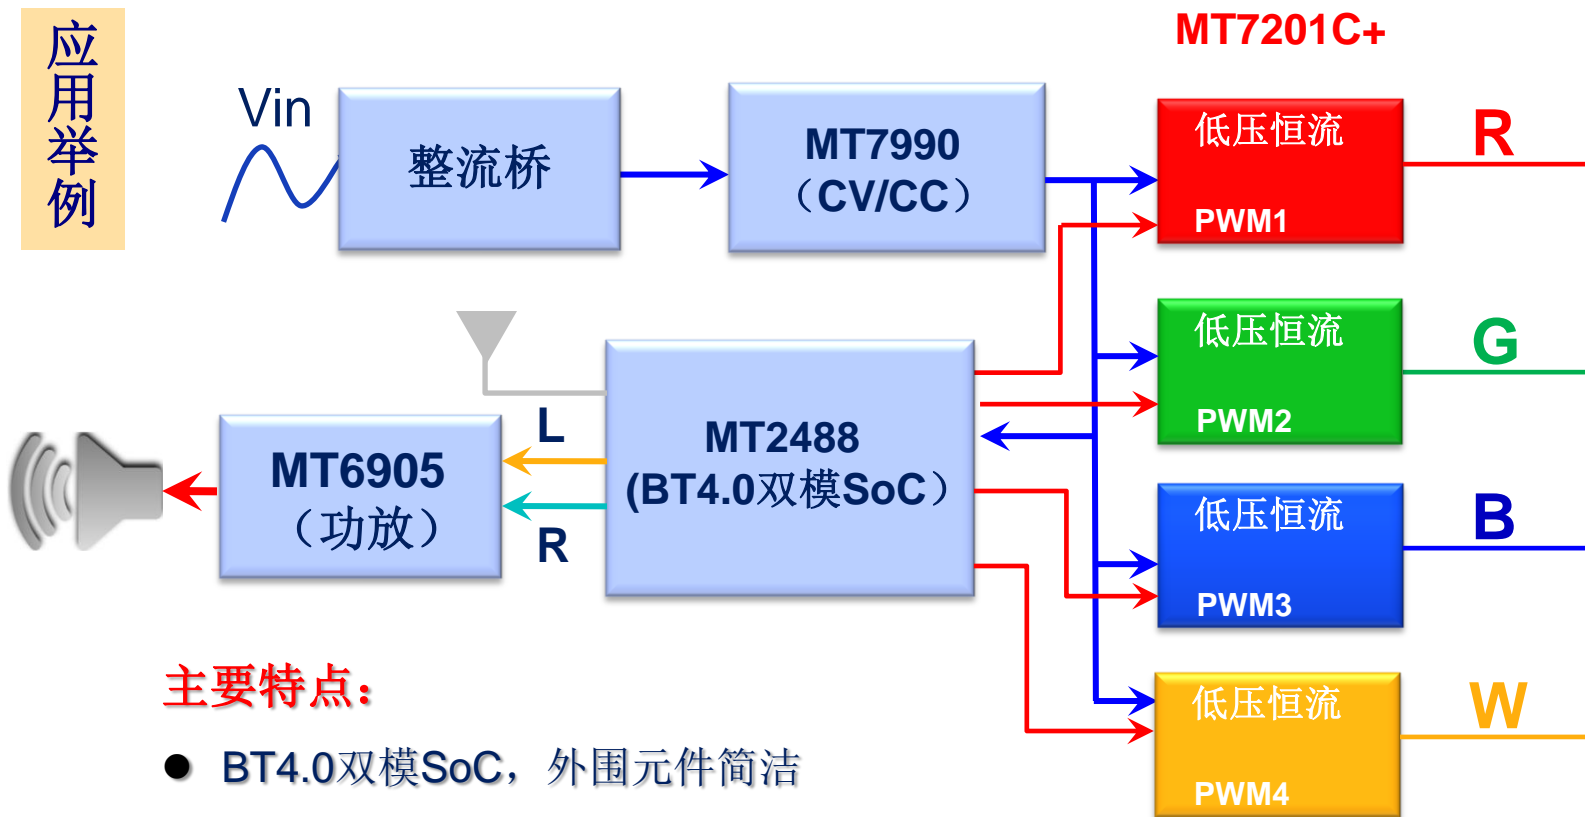 应用举例
MT7201C+
Vin
整流桥
MT7990
（CV/CC）
低压恒流
PWM1
R
低压恒流
PWM2
G
L
MT6905
（功放）
R
MT2488
(BT4.0双模SoC）
低压恒流
PWM3
B
主要特点：
低压恒流
PWM4
W
● BT4.0双模SoC，外围元件简洁